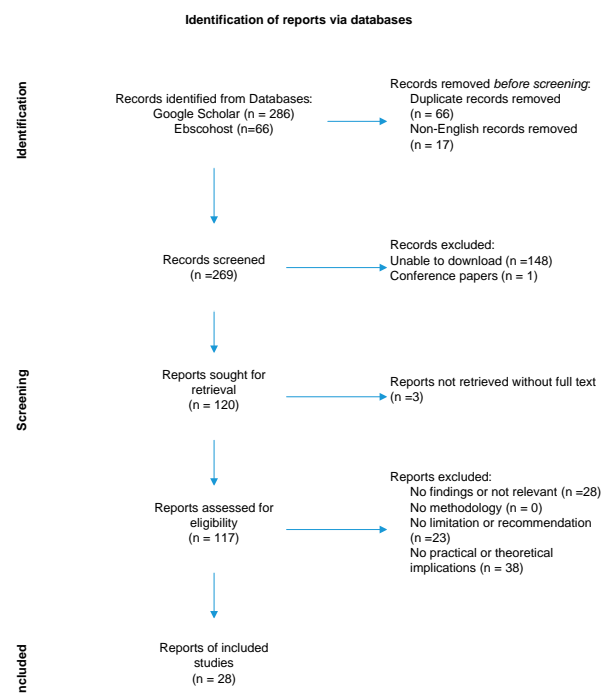 Identification of reports via databases
Identification
Records identified from Databases:
Google Scholar (n = 286)
Ebscohost (n=66)
Records removed before screening:
Duplicate records removed
(n = 66)
Non-English records removed
(n = 17)
Records screened
(n =269)
Records excluded:
Unable to download (n =148)
Conference papers (n = 1)
Screening
Reports sought for
retrieval
(n = 120)
Reports not retrieved without full text
(n =3)
Reports assessed for
eligibility
(n = 117)
Reports excluded:
No findings or not relevant (n =28)
No methodology (n = 0)
No limitation or recommendation
(n =23)
No practical or theoretical
implications (n = 38)
ncluded
Reports of included
studies
(n = 28)